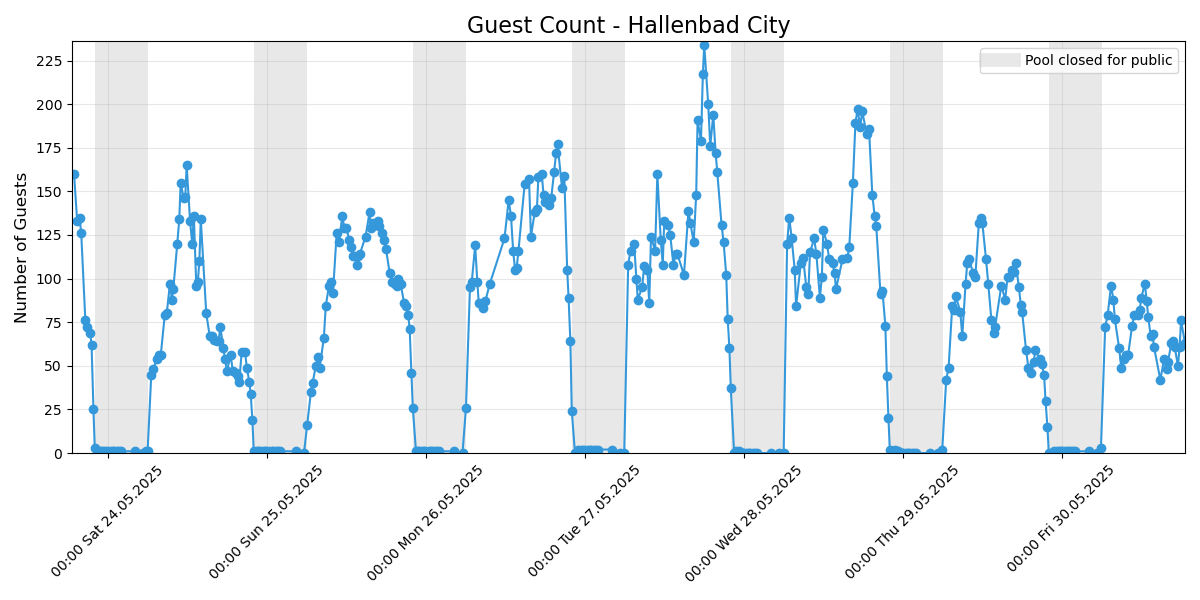 Guest Count - Hallenbad City
Pool closed for public
Number of Guests
225
200
175
150
125
100
75
50
25
0
00:00 Sat 24.05.2025
00:00 Sun 25.05.2025
00:00 Mon 26.05.2025
00:00 Tue 27.05.2025
00:00 Wed 28.05.2025
00:00 Thu 29.05.2025
00:00 Fri 30.05.2025